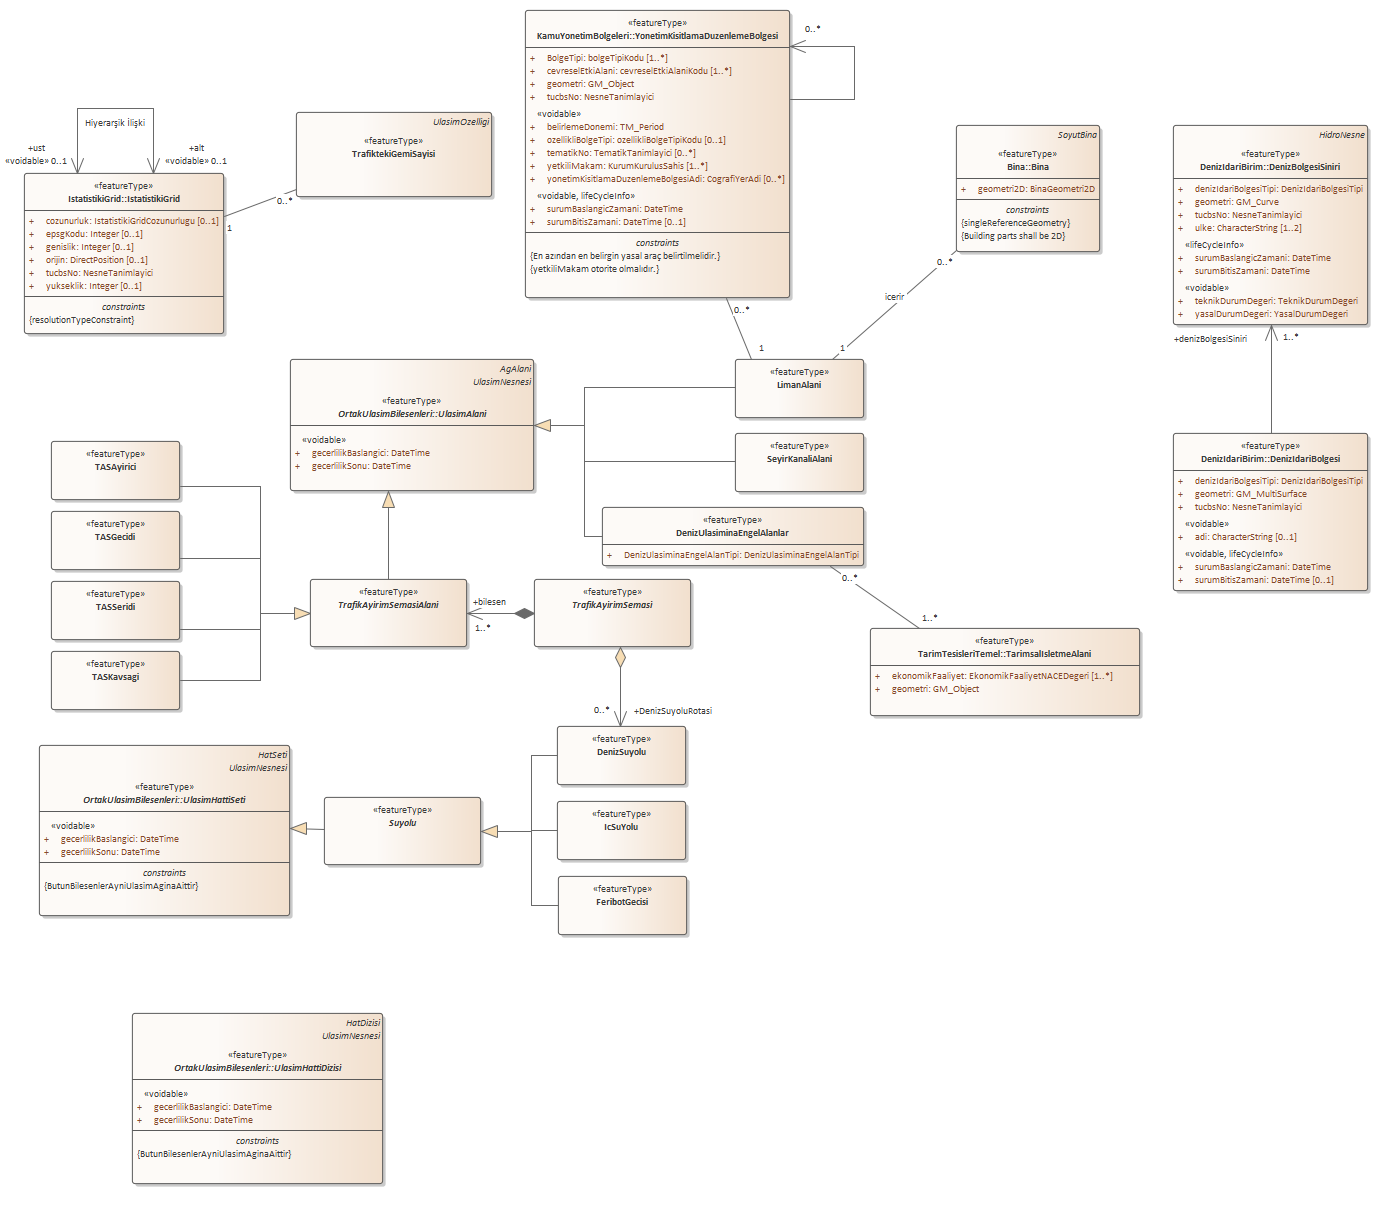 «featureType»
KamuYonetimBolgeleri::YonetimKisitlamaDuzenlemeBolgesi
+ BolgeTipi: bolgeTipiKodu [1..*]
+ cevreselEtkiAlani: cevreselEtkiAlaniKodu [1..*]
+ geometri: GM_Object
+ tucbsNo: NesneTanimlayici
«voidable»
+ belirlemeDonemi: TM_Period
+ ozellikliBolgeTipi: ozellikliBolgeTipiKodu [0..1]
+ tematikNo: TematikTanimlayici [0..*]
+ yetkiliMakam: KurumKurulusSahis [1..*]
+ yonetimKisitlamaDuzenlemeBolgesiAdi: CografiYerAdi [0..*]
«voidable, lifeCycleInfo»
+ surumBaslangicZamani: DateTime
+ surumBitisZamani: DateTime [0..1]
constraints
{En azından en belirgin yasal araç belirtilmelidir.}
{yetkiliMakam otorite olmalıdır.}
0..*
Hiyerarşik İlişki
+ust
«voidable» 0..1
+alt
«voidable» 0..1
«featureType»
IstatistikiGrid::IstatistikiGrid
+ cozunurluk: IstatistikiGridCozunurlugu [0..1]
+ epsgKodu: Integer [0..1]
+ genislik: Integer [0..1]
+ orijin: DirectPosition [0..1]
+ tucbsNo: NesneTanimlayici
+ yukseklik: Integer [0..1]
constraints
{resolutionTypeConstraint}
UlasimOzelligi
«featureType»
TrafiktekiGemiSayisi
0..*
1
SoyutBina
«featureType»
Bina::Bina
+ geometri2D: BinaGeometri2D
constraints
{singleReferenceGeometry}
{Building parts shall be 2D}
0..*
icerir
1
HidroNesne
«featureType»
DenizIdariBirim::DenizBolgesiSiniri
+ denizIdariBolgesiTipi: DenizIdariBolgesiTipi
+ geometri: GM_Curve
+ tucbsNo: NesneTanimlayici
+ ulke: CharacterString [1..2]
«lifeCycleInfo»
+ surumBaslangicZamani: DateTime
+ surumBitisZamani: DateTime
«voidable»
+ teknikDurumDegeri: TeknikDurumDegeri
+ yasalDurumDegeri: YasalDurumDegeri
+denizBolgesiSiniri
1..*
0..*
1
«featureType»
LimanAlani
AgAlani
UlasimNesnesi
«featureType»
OrtakUlasimBilesenleri::UlasimAlani
«voidable»
+ gecerlilikBaslangici: DateTime
+ gecerlilikSonu: DateTime
«featureType»
SeyirKanaliAlani
«featureType»
DenizIdariBirim::DenizIdariBolgesi
+ denizIdariBolgesiTipi: DenizIdariBolgesiTipi
+ geometri: GM_MultiSurface
+ tucbsNo: NesneTanimlayici
«voidable»
+ adi: CharacterString [0..1]
«voidable, lifeCycleInfo»
+ surumBaslangicZamani: DateTime
+ surumBitisZamani: DateTime [0..1]
«featureType»
TASAyirici
«featureType»
TASGecidi
«featureType»
TASSeridi
«featureType»
TASKavsagi
«featureType»
DenizUlasiminaEngelAlanlar
+ DenizUlasiminaEngelAlanTipi: DenizUlasiminaEngelAlanTipi
0..*
1..*
«featureType»
TrafikAyirimSemasiAlani
+bilesen
1..*
«featureType»
TrafikAyirimSemasi
«featureType»
TarimTesisleriTemel::TarimsalIsletmeAlani
+ ekonomikFaaliyet: EkonomikFaaliyetNACEDegeri [1..*]
+ geometri: GM_Object
0..*
+DenizSuyoluRotasi
«featureType»
DenizSuyolu
HatSeti
UlasimNesnesi
«featureType»
OrtakUlasimBilesenleri::UlasimHattiSeti
«voidable»
+ gecerlilikBaslangici: DateTime
+ gecerlilikSonu: DateTime
constraints
{ButunBilesenlerAyniUlasimAginaAittir}
«featureType»
Suyolu
«featureType»
IcSuYolu
«featureType»
FeribotGecisi
HatDizisi
UlasimNesnesi
«featureType»
OrtakUlasimBilesenleri::UlasimHattiDizisi
«voidable»
+ gecerlilikBaslangici: DateTime
+ gecerlilikSonu: DateTime
constraints
{ButunBilesenlerAyniUlasimAginaAittir}